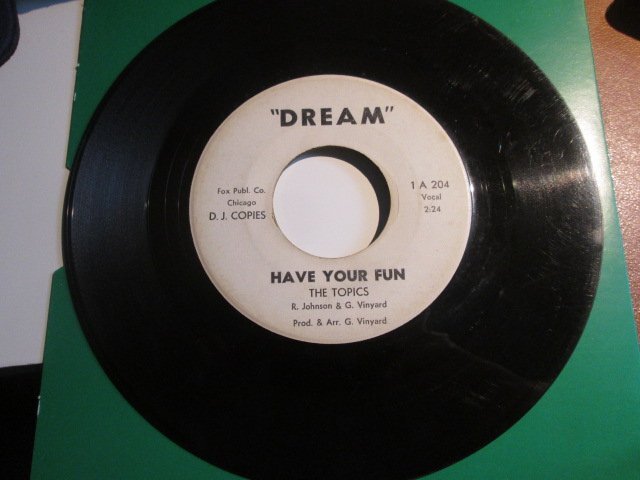 "DREAM"
Fox Publ. Co.
Chicago
D. J. COPIES
1 A 204
Vocal
2:24
HAVE YOUR FUN
THE TOPICS
R. Johnson & G. Vinyard
Prod. & Arr. G. Vinyard